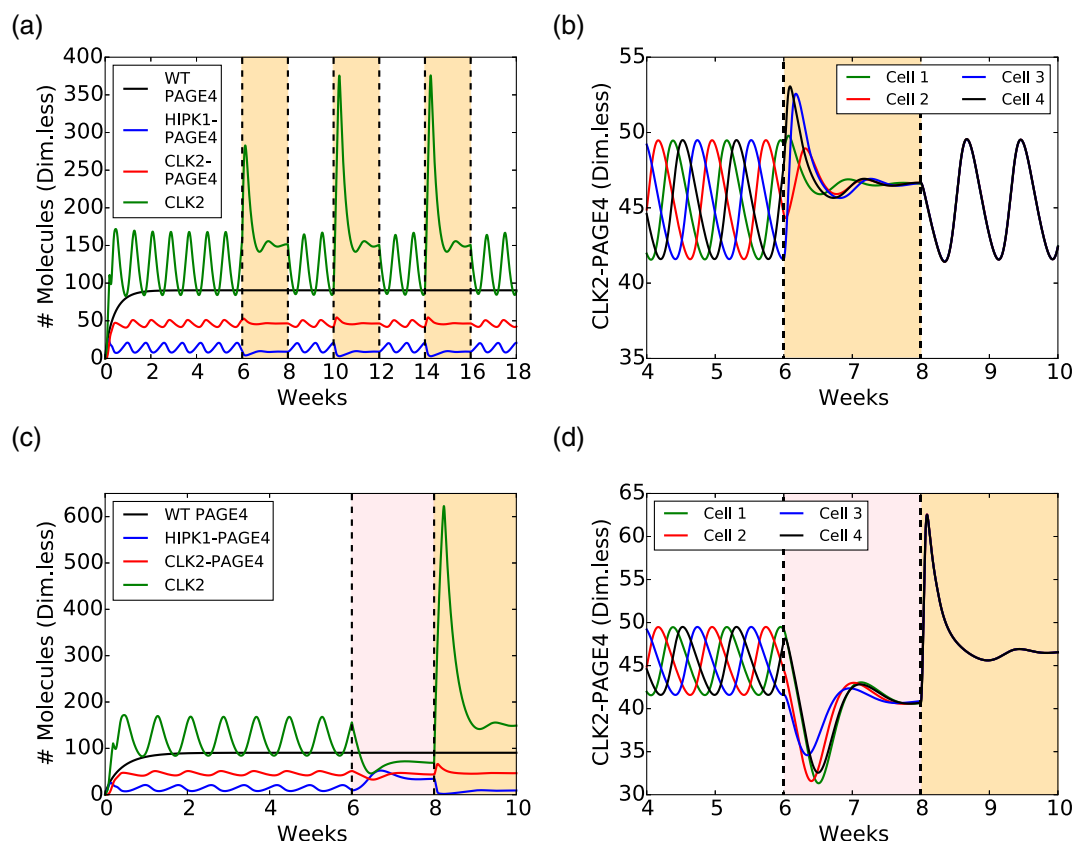 (a)
# Molecules (Dim.less)
400
350
300
250
200
150
100
50
0
WT
PAGE4
HIPK1-
PAGE4
CLK2-
PAGE4
CLK2
0 2 4 6 8 10 12 14 16 18
Weeks
(b)
CLK2-PAGE4 (Dim.less)
55
50
45
40
35
Cell 1 Cell 3
Cell 2 Cell 4
4 5 6 7 8 9 10
Weeks
(c)
# Molecules (Dim.less)
600
500
400
300
200
100
0
WT PAGE4
HIPK1-PAGE4
CLK2-PAGE4
CLK2
0 2 4 6 8 10
Weeks
(d)
CLK2-PAGE4 (Dim.less)
65
60
55
50
45
40
35
30
Cell 1 Cell 3
Cell 2 Cell 4
4 5 6 7 8 9 10
Weeks